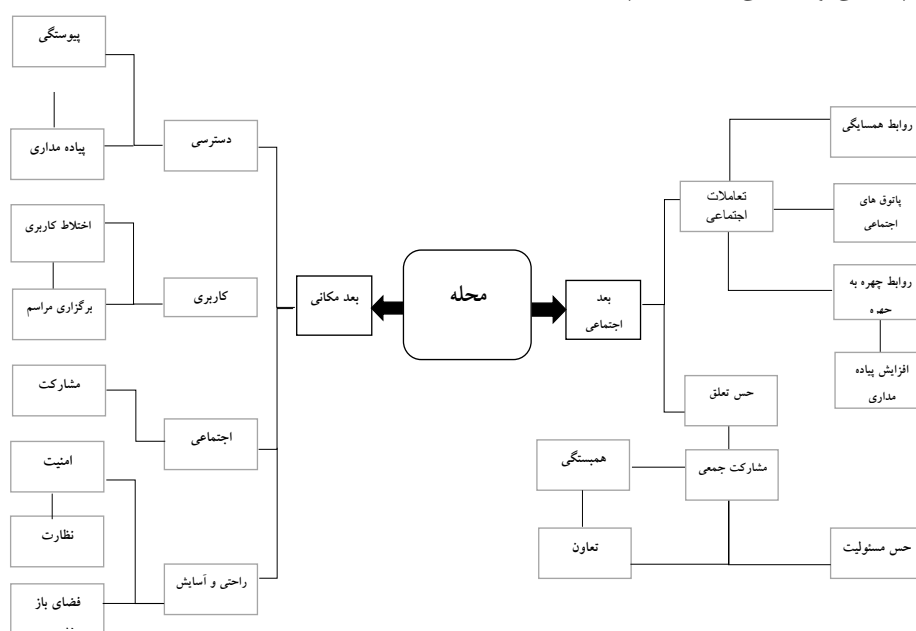 محله
بعد
اجتماعی
تعاملات
اجتماعی
روابط همسایگی
پاتوق های
اجتماعی
روابط چهره به
چهره
افزایش پیاده
مداری
حس تعلق
مشارکت جمعی
همبستگی
تعاون
حس مسئولیت
بعد مکانی
دسترسی
پیوستگی
پیاده مداری
کاربری
اختلاط کاربری
برگزاری مراسم
اجتماعی
مشارکت
راحتی و آسایش
امنیت
نظارت
فضای باز